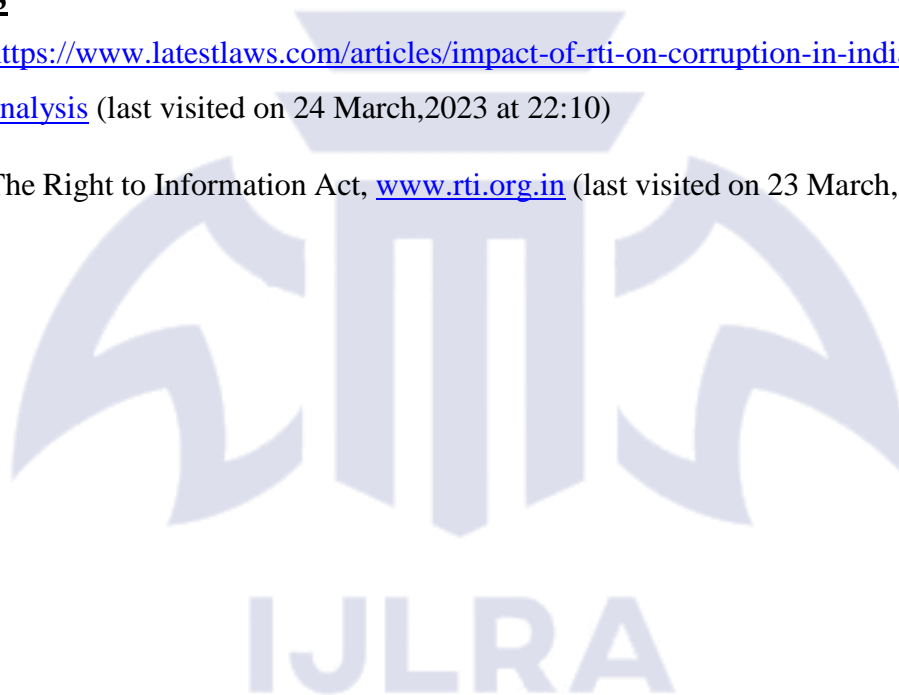 ttps://www.latestlaws.com/articles/impact-of-rti-on-corruption-in-indi
nalysis (last visited on 24 March,2023 at 22:10)
The Right to Information Act, www.rti.org.in (last visited on 23 March,
IJLRA